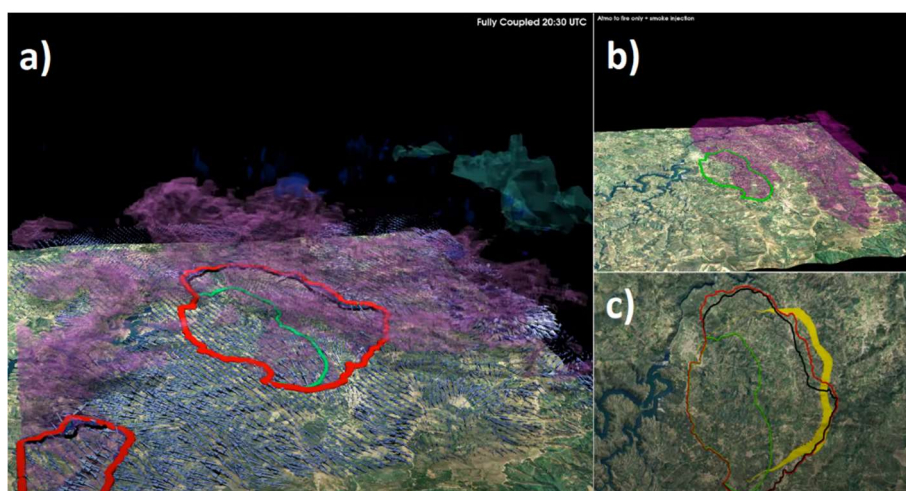 Fully Coupled 20:30 UTC
a)
Atmo to fire only + smoke injection
b)
c)